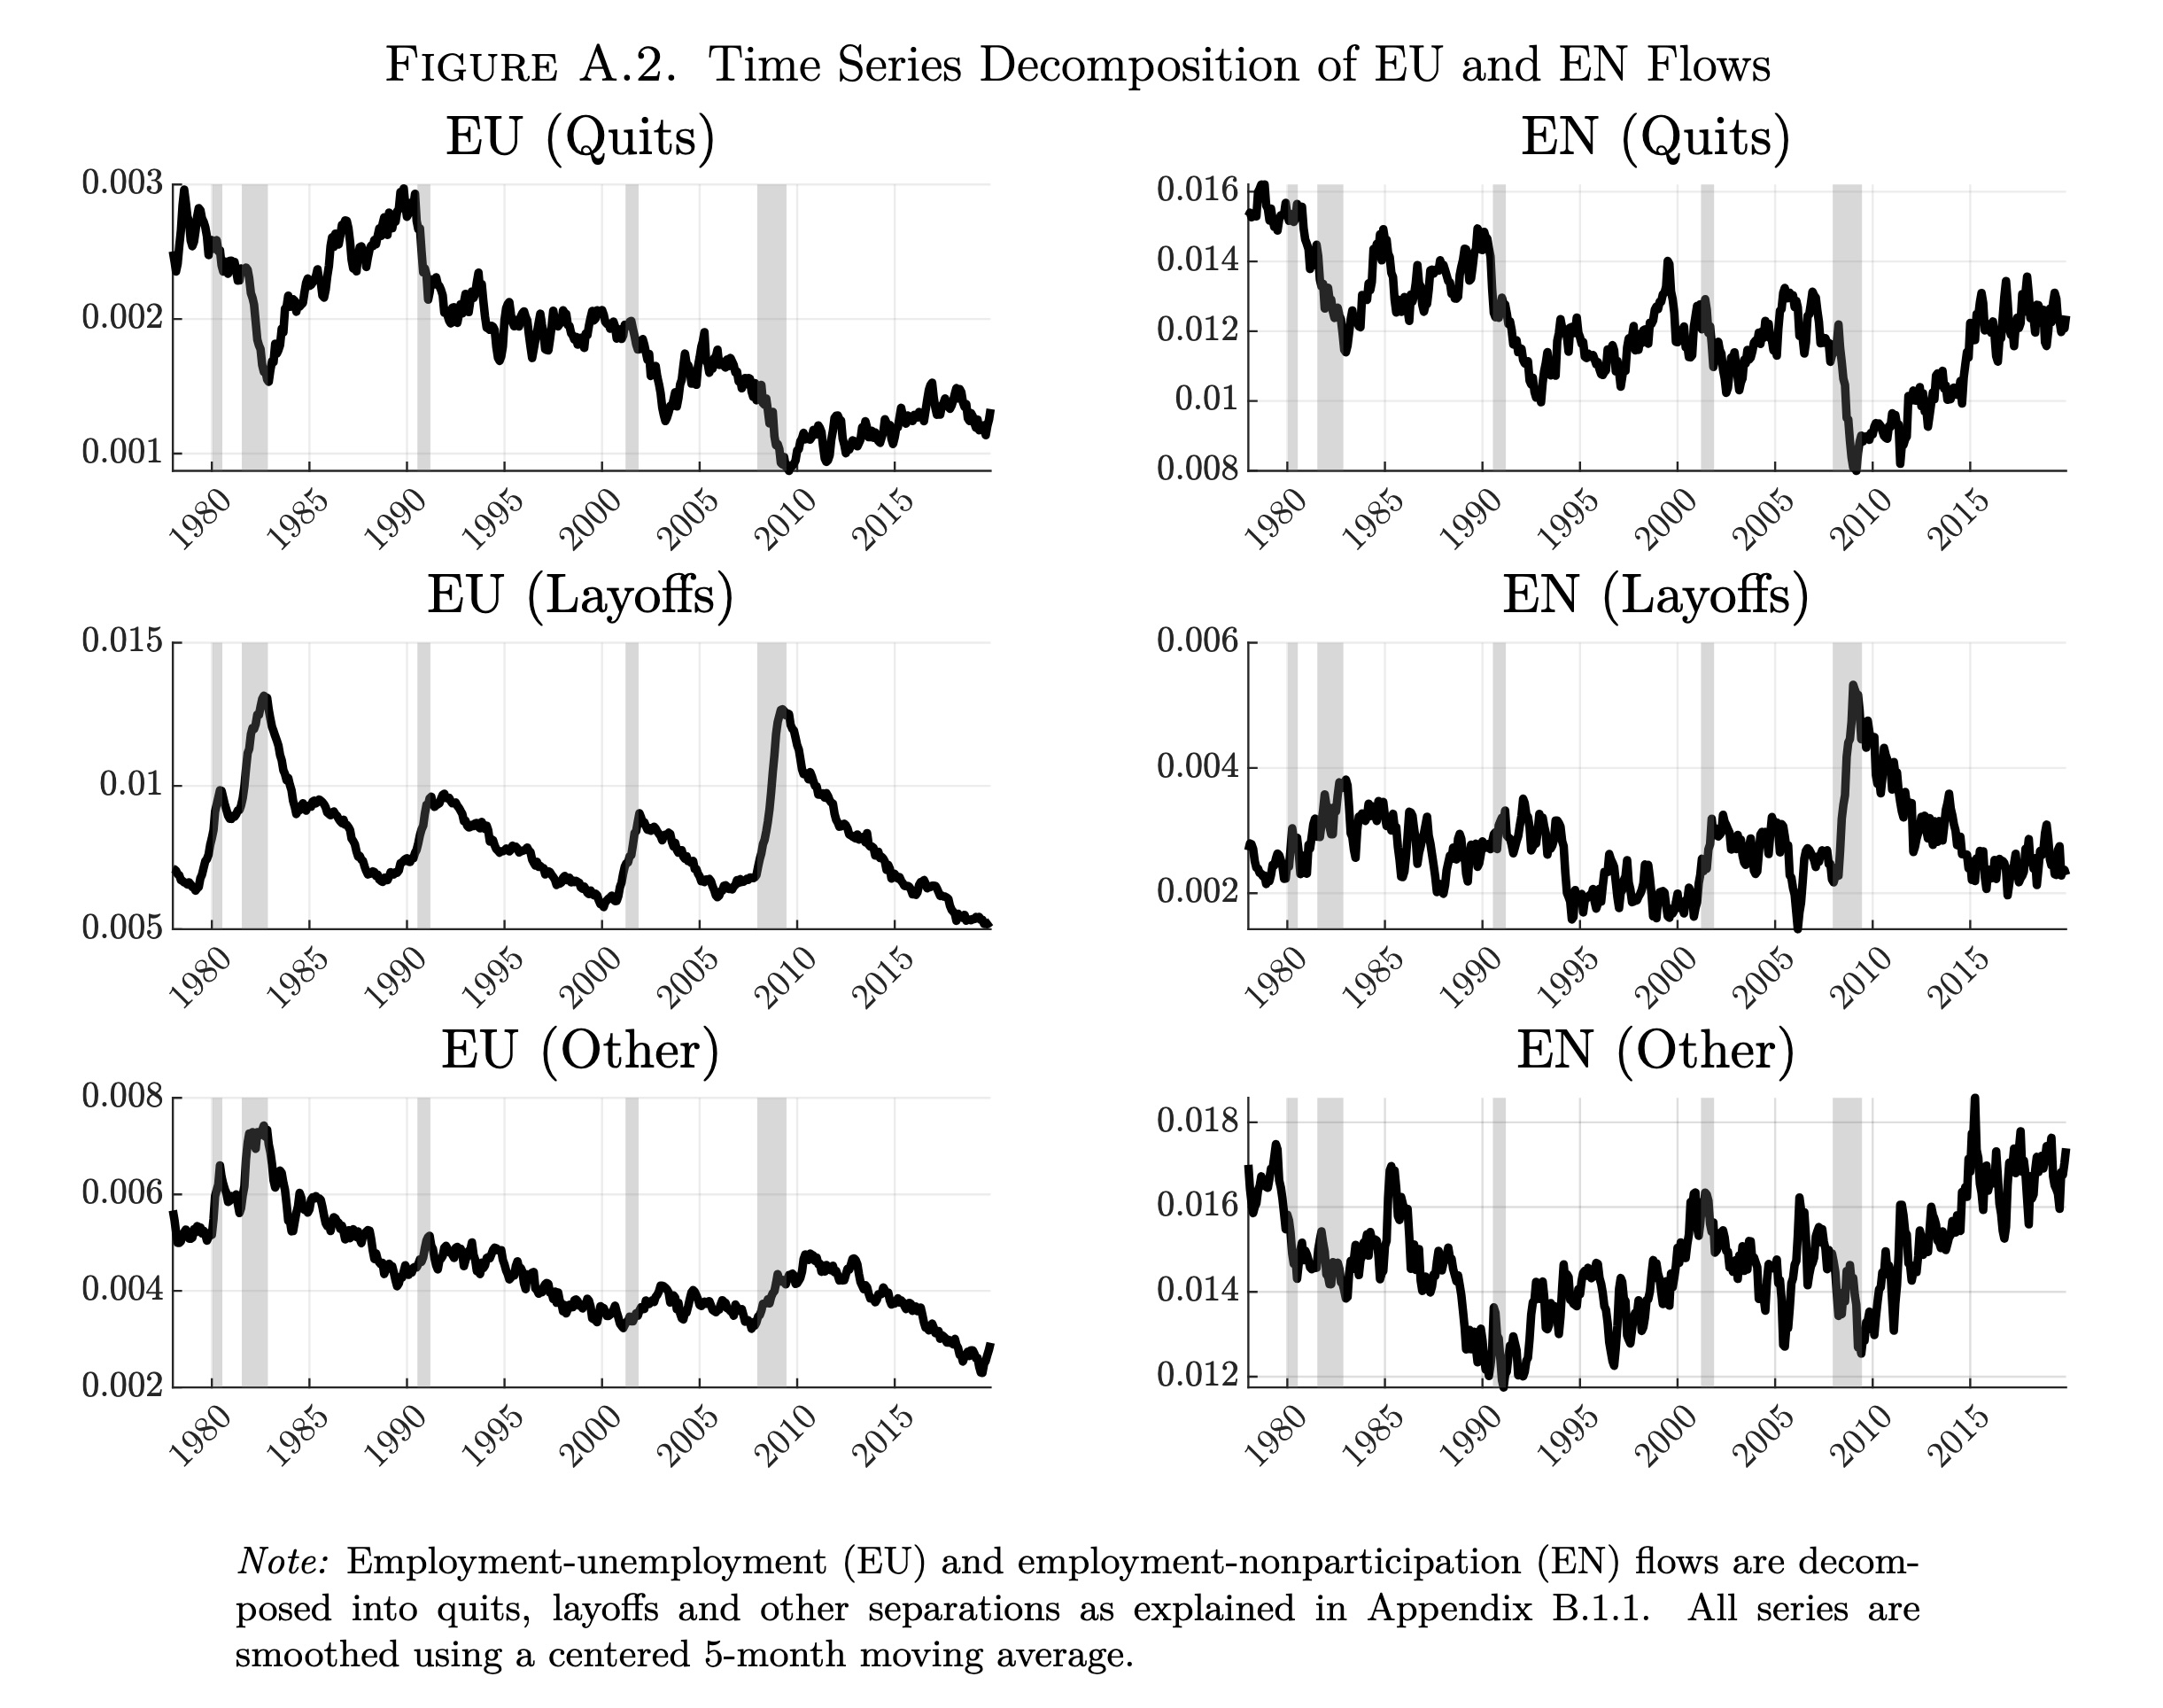 FIGURE A.2. Time Series Decomposition of EU and EN Flows
EU (Quits)
0.003
0.002
0.001
1980 1985 1990 1995 2000 2005 2010 2015
EN (Quits)
0.016
0.014
0.012
0.01
0.008
1980 1985 1990 1995 2000 2005 2010 2015
EU (Layoffs)
0.015
0.01
0.005
1980 1985 1990 1995 2000 2005 2010 2015
EN (Layoffs)
0.006
0.004
0.002
1980 1985 1990 1995 2000 2005 2010 2015
EU (Other)
0.008
0.006
0.004
0.002
1980 1985 1990 1995 2000 2005 2010 2015
EN (Other)
0.018
0.016
0.014
0.012
1980 1985 1990 1995 2000 2005 2010 2015
Note: Employment-unemployment (EU) and employment-nonparticipation (EN) flows are decom-
posed into quits, layoffs and other separations as explained in Appendix B.1.1. All series are
smoothed using a centered 5-month moving average.